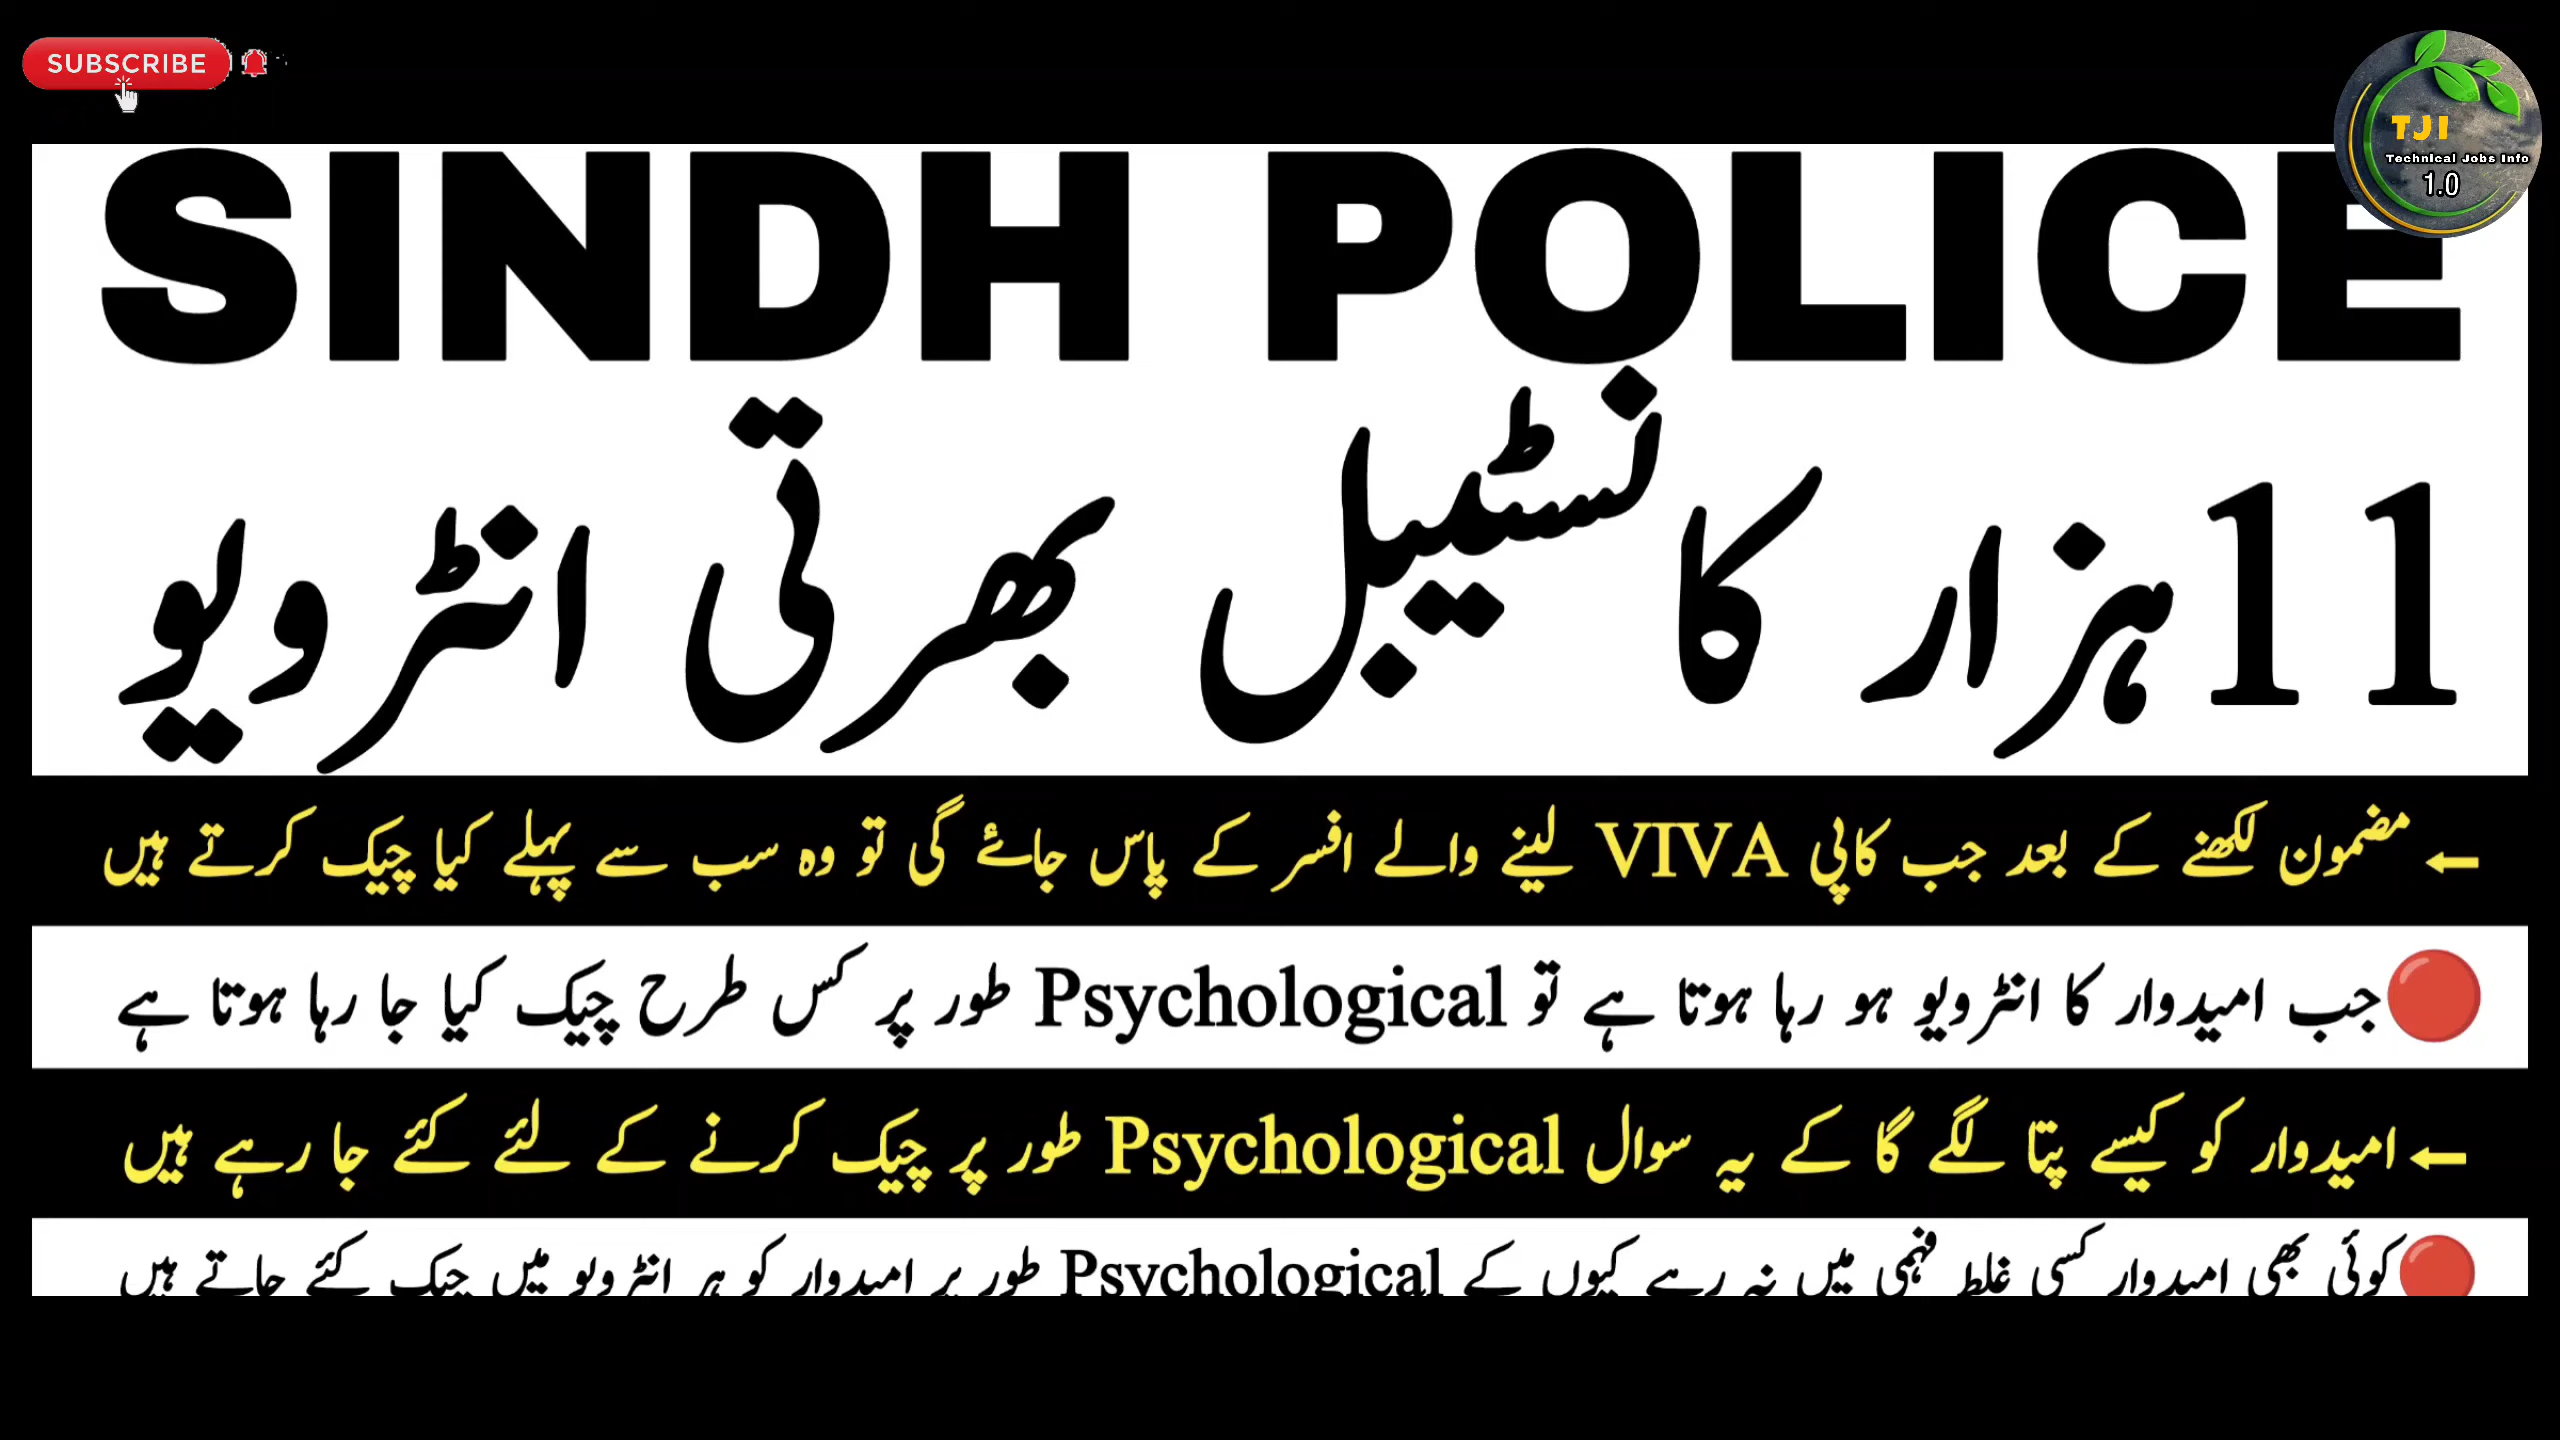 SUBSCRIBE
TJI
Technical Jobs Info
1.0
SINDH POLICE
11ہزار کانسٹیبل بھرتی انٹرویو
←مضمون لکھنے کے بعد جب کاپی VIVA لینے والے افسر کے پاس جائے گی تو وہ سب سے پہلے کیا چیک کرتے ہیں
🔴جب امیدوار کا انٹرویو ہو رہا ہوتا ہے تو Psychological طور پر کس طرح چیک کیا جا رہا ہوتا ہے
←امیدوار کو کیسے پتا لگے گا کے یہ سوال Psychological طور پر چیک کرنے کے لئے کئے جا رہے ہیں
🔴کوئی بھی امیدوار کسی غلط فہمی میں نہ رہے کیوں کے Psychological طور پر امیدوار کو ہر انٹرویو میں چیک کئے جاتے ہیں